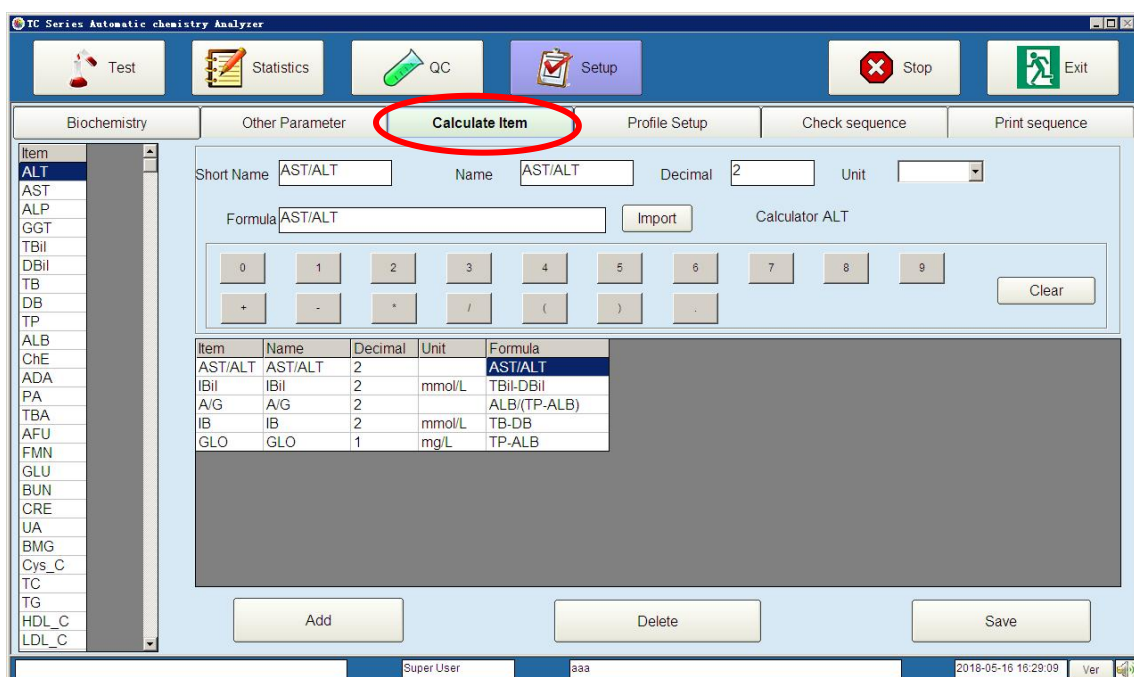 TC Series Automatic chemistry Analyzer
Test Statistics QC Setup Stop Exit
Biochemistry Other Parameter Calculate Item Profile Setup Check sequence Print sequence
Item
ALT
AST
ALP
GGT
TBil
DBil
TB
DB
TP
ALB
ChE
ADA
PA
TBA
AFU
FMN
GLU
BUN
CRE
UA
BMG
Cys_C
TC
TG
HDL_C
LDL_C
Short Name AST/ALT Name AST/ALT Decimal 2 Unit
Formula AST/ALT Import Calculator ALT
0 1 2 3 4 5 6 7 8 9
+ - * / ( ) .
Clear
Item Name Decimal Unit Formula
AST/ALT AST/ALT 2 AST/ALT
IBil IBil 2 mmol/L TBil-DBil
A/G A/G 2 ALB/(TP-ALB)
IB IB 2 mmol/L TB-DB
GLO GLO 1 mg/L TP-ALB
Add Delete Save
Super User aaa 2018-05-16 16:29:09 Ver